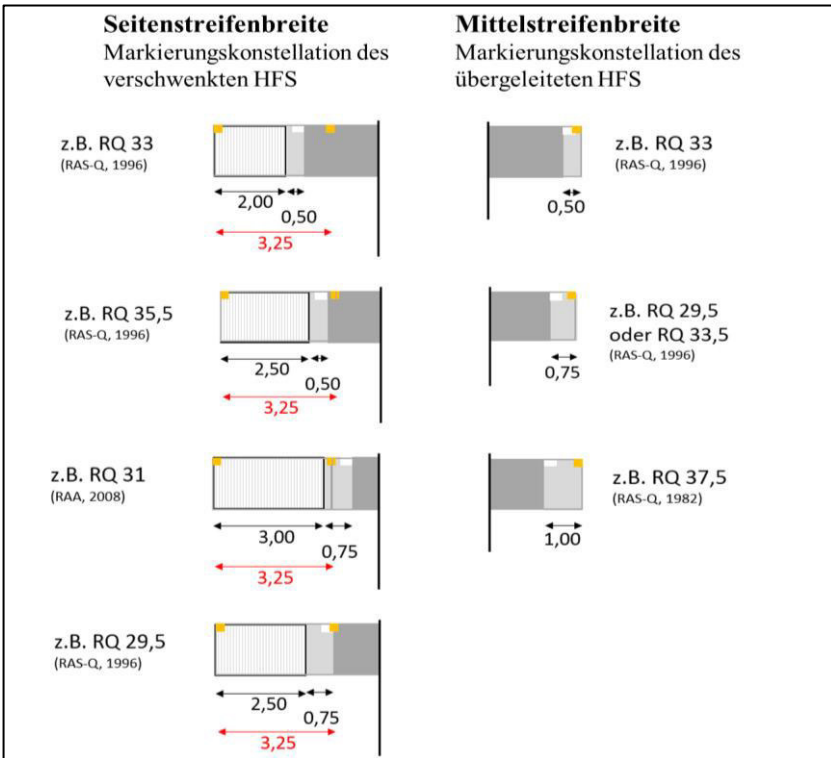 Seitenstreifenbreite
Markierungskonstellation des
verschwenkten HFS
z.B. RQ 33
(RAS-Q, 1996)
2,00
0,50
3,25
z.B. RQ 35,5
(RAS-Q, 1996)
2,50
0,50
3,25
z.B. RQ 31
(RAA, 2008)
3,00
0,75
3,25
z.B. RQ 29,5
(RAS-Q, 1996)
2,50
0,75
3,25
Mittelstreifenbreite
Markierungskonstellation des
übergeleiteten HFS
z.B. RQ 33
(RAS-Q, 1996)
0,50
z.B. RQ 29,5
oder RQ 33,5
(RAS-Q, 1996)
0,75
z.B. RQ 37,5
(RAS-Q, 1982)
1,00